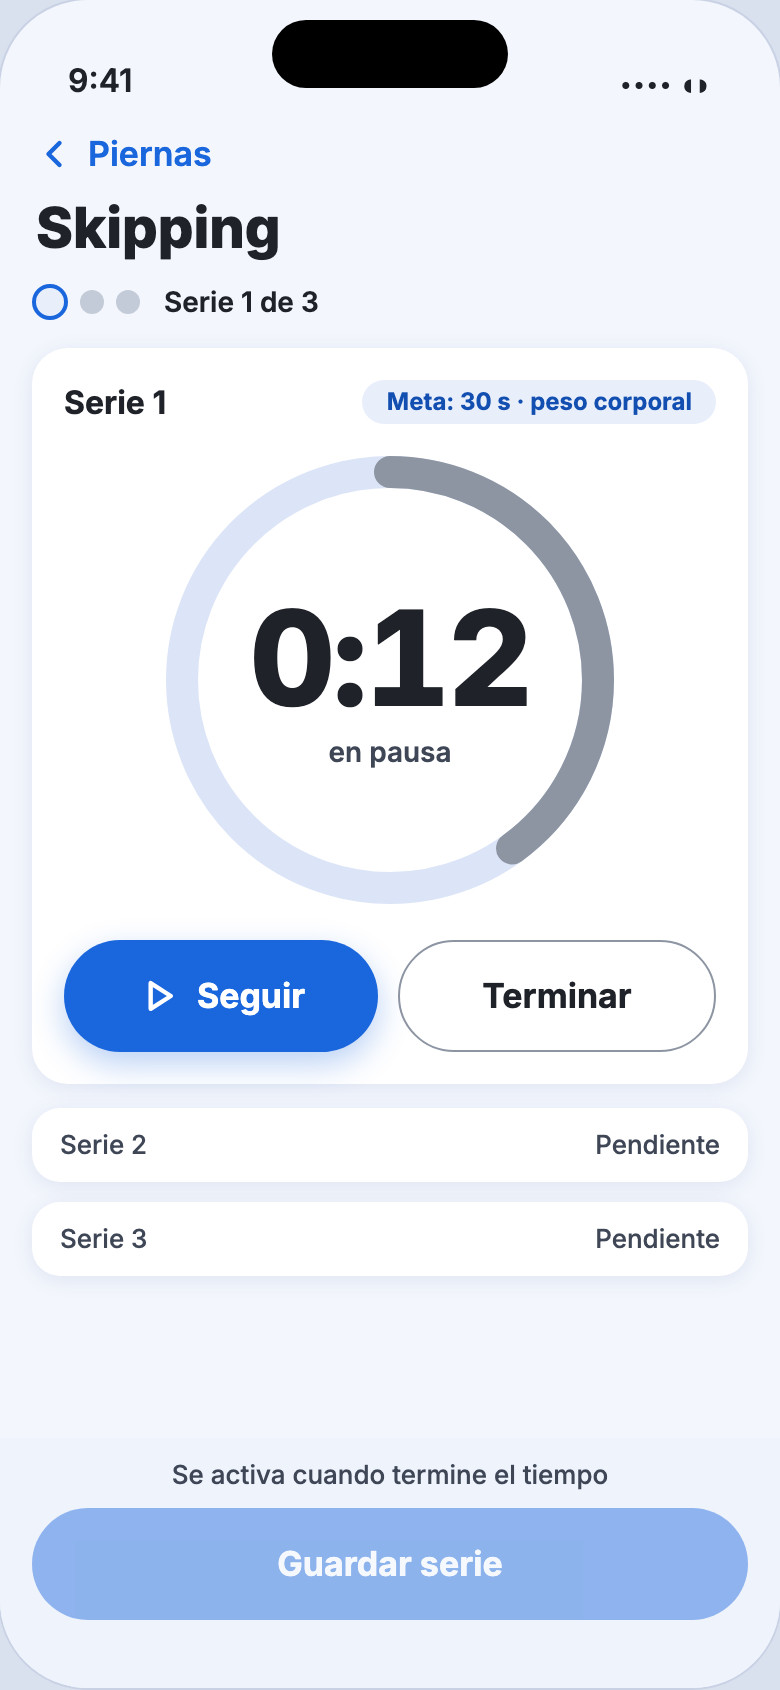 9:41
Piernas
Skipping
Serie 1 de 3
Serie 1
Meta: 30 s · peso corporal
0:12
en pausa
Seguir
Terminar
Serie 2
Pendiente
Serie 3
Pendiente
Se activa cuando termine el tiempo
Guardar serie